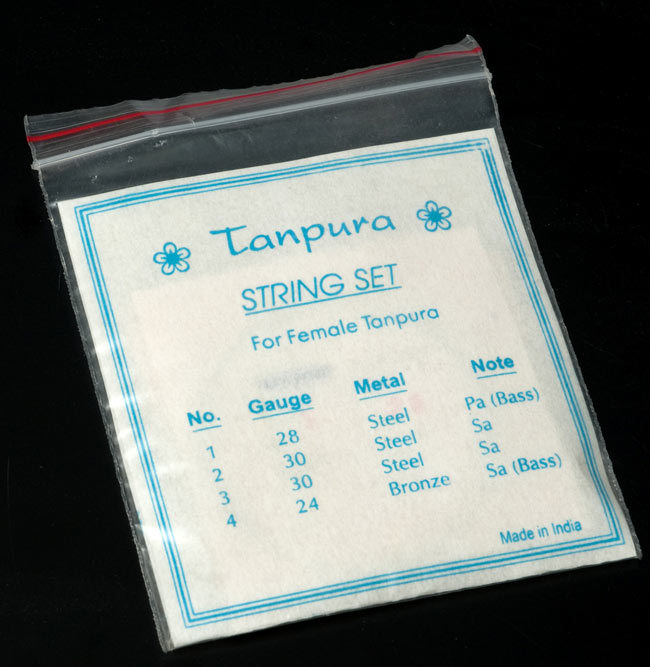 Tanpura
STRING SET
For Female Tanpura
No. Gauge Metal Note
1 28 Steel Pa (Bass)
2 30 Steel Sa
3 30 Steel Sa
4 24 Bronze Sa (Bass)
Made in India